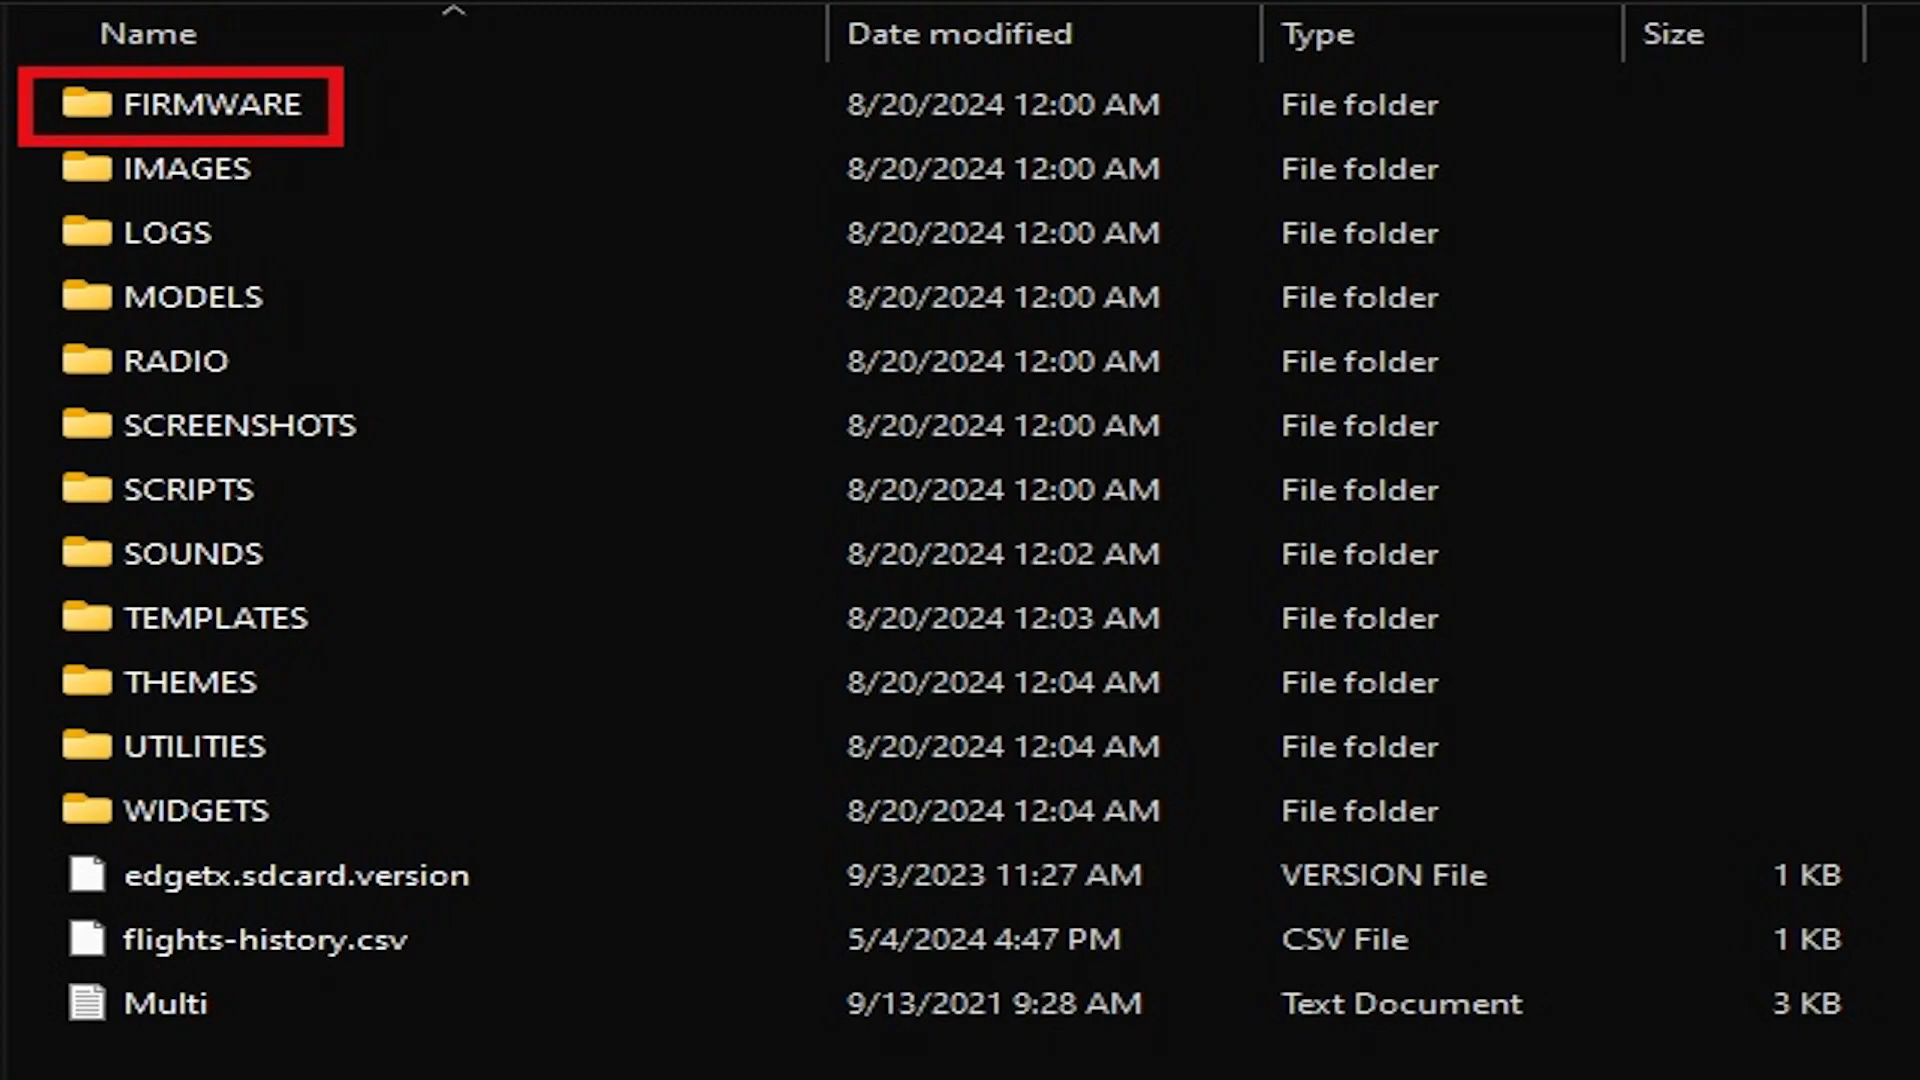 Name Date modified Type Size
FIRMWARE 8/20/2024 12:00 AM File folder
IMAGES 8/20/2024 12:00 AM File folder
LOGS 8/20/2024 12:00 AM File folder
MODELS 8/20/2024 12:00 AM File folder
RADIO 8/20/2024 12:00 AM File folder
SCREENSHOTS 8/20/2024 12:00 AM File folder
SCRIPTS 8/20/2024 12:00 AM File folder
SOUNDS 8/20/2024 12:02 AM File folder
TEMPLATES 8/20/2024 12:03 AM File folder
THEMES 8/20/2024 12:04 AM File folder
UTILITIES 8/20/2024 12:04 AM File folder
WIDGETS 8/20/2024 12:04 AM File folder
edgetx.sdcard.version 9/3/2023 11:27 AM VERSION File 1 KB
flights-history.csv 5/4/2024 4:47 PM CSV File 1 KB
Multi 9/13/2021 9:28 AM Text Document 3 KB